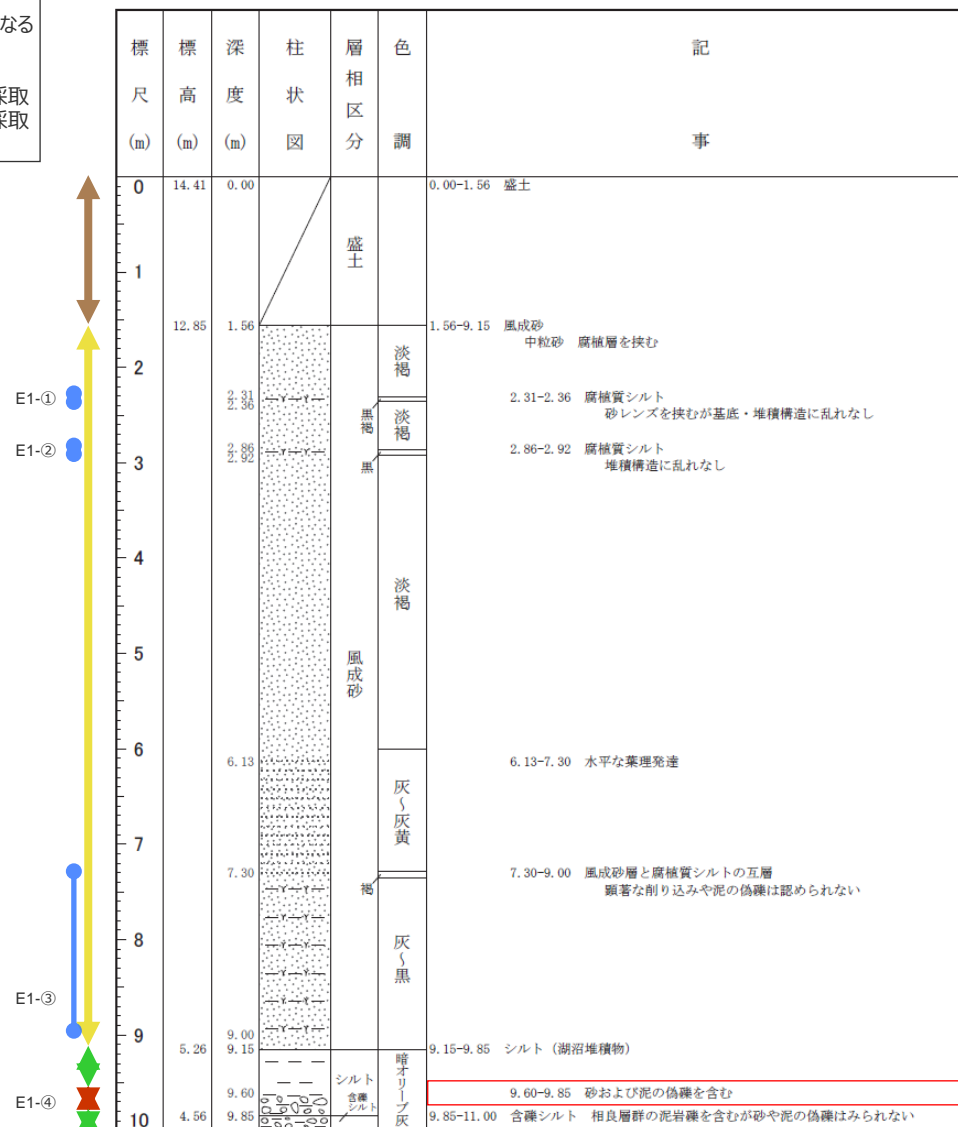 なる
採取
採取
標尺(m)
標高(m)
深度(m)
柱状図
層相区分
色調
記事
0 14.41 0.00 0.00-1.56 盛土
盛土
1
12.85 1.56 1.56-9.15 風成砂
中粒砂 腐植層を挟む
淡褐
2
E1-① 2.31 2.31-2.36 腐植質シルト
2.36 黒褐 淡褐 砂レンズを挟むが基底・堆積構造に乱れなし
E1-② 2.86 2.86-2.92 腐植質シルト
3 2.92 黒 堆積構造に乱れなし
4
淡褐
5
風成砂
6
6.13 6.13-7.30 水平な葉理発達
灰~灰黄
7
7.30 7.30-9.00 風成砂層と腐植質シルトの互層
褐 顕著な削り込みや泥の偽礫は認められない
8
灰~黒
E1-③
9 9.00
5.26 9.15 9.15-9.85 シルト(湖沼堆積物)
暗オリーブ灰
シルト
E1-④ 9.60 含礫シルト 9.60-9.85 砂および泥の偽礫を含む
10 4.56 9.85 9.85-11.00 含礫シルト 相良層群の泥岩礫を含むが砂や泥の偽礫はみられない